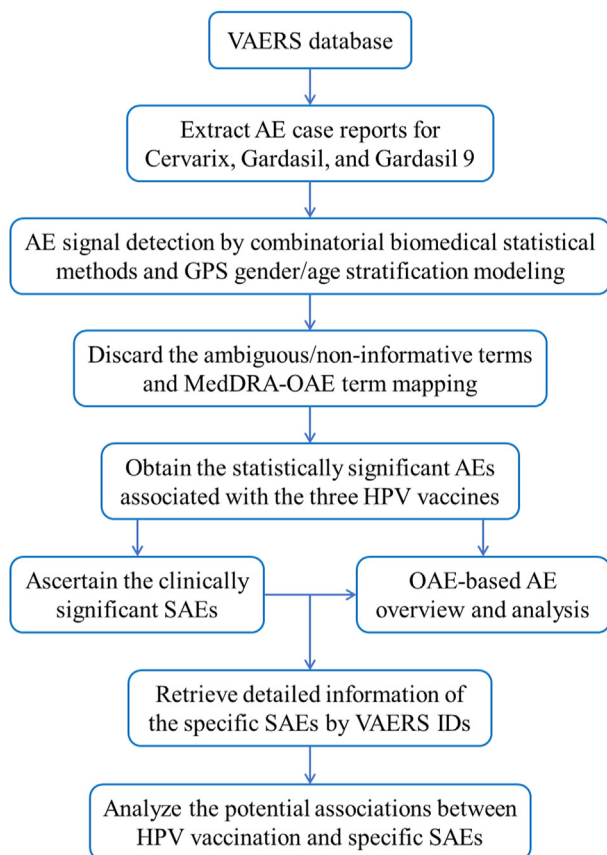 VAERS database
Extract AE case reports for
Cervarix, Gardasil, and Gardasil 9
AE signal detection by combinatorial biomedical statistical
methods and GPS gender/age stratification modeling
Discard the ambiguous/non-informative terms
and MedDRA-OAE term mapping
Obtain the statistically significant AEs
associated with the three HPV vaccines
Ascertain the clinically
significant SAEs
OAE-based AE
overview and analysis
Retrieve detailed information of
the specific SAEs by VAERS IDs
Analyze the potential associations between
HPV vaccination and specific SAEs